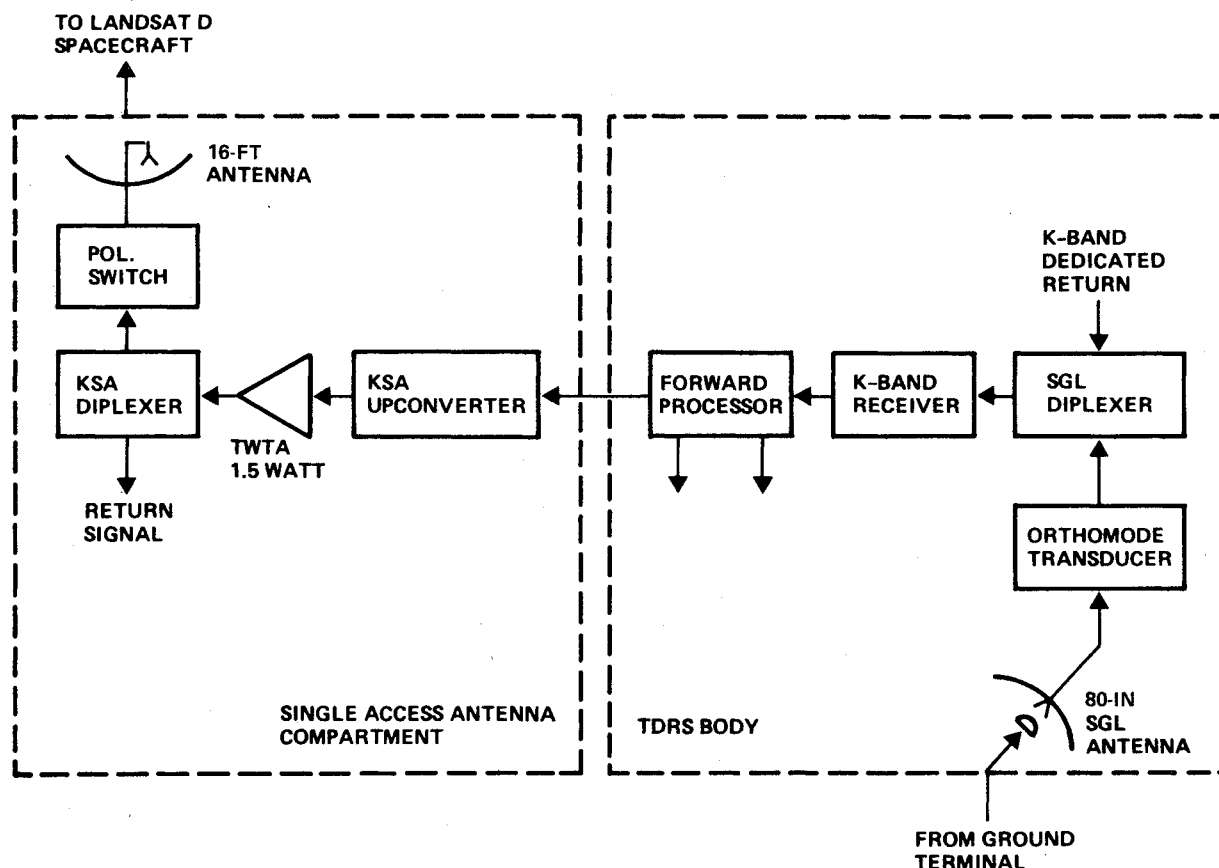 TO LANDSAT D
SPACECRAFT
16-FT
ANTENNA
POL.
SWITCH
K-BAND
DEDICATED
RETURN
KSA
DIPLEXER
TWTA
1.5 WATT
KSA
UPCONVERTER
FORWARD
PROCESSOR
K-BAND
RECEIVER
SGL
DIPLEXER
RETURN
SIGNAL
ORTHOMODE
TRANSDUCER
SINGLE ACCESS ANTENNA
COMPARTMENT
TDRS BODY
80-IN
SGL
ANTENNA
FROM GROUND
TERMINAL